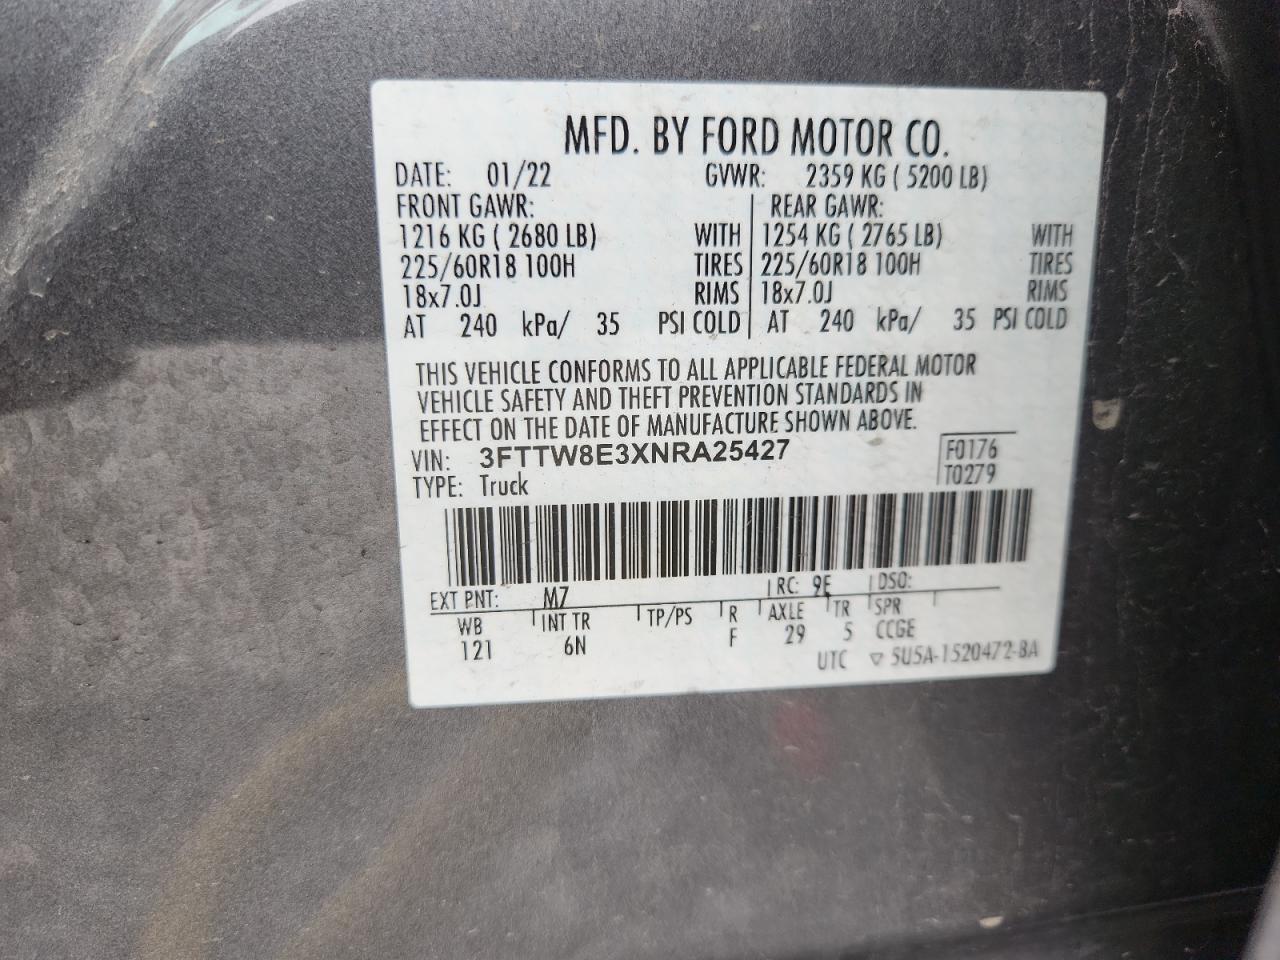 MFD. BY FORD MOTOR CO.
DATE: 01/22 GVWR: 2359 KG ( 5200 LB)
FRONT GAWR: REAR GAWR:
1216 KG ( 2680 LB) WITH 1254 KG ( 2765 LB) WITH
225/60R18 100H TIRES 225/60R18 100H TIRES
18x7.0J RIMS 18x7.0J RIMS
AT 240 kPa/ 35 PSI COLD AT 240 kPa/ 35 PSI COLD
THIS VEHICLE CONFORMS TO ALL APPLICABLE FEDERAL MOTOR
VEHICLE SAFETY AND THEFT PREVENTION STANDARDS IN
EFFECT ON THE DATE OF MANUFACTURE SHOWN ABOVE.
VIN: 3FTTW8E3XNRA25427 F0176
TYPE: Truck T0279
EXT PNT: M7 RC: 9E DSO:
WB INT TR TP/PS R AXLE TR SPR
121 6N F 29 5 CCGE
UTC ▽ 5U5A-1520472-BA